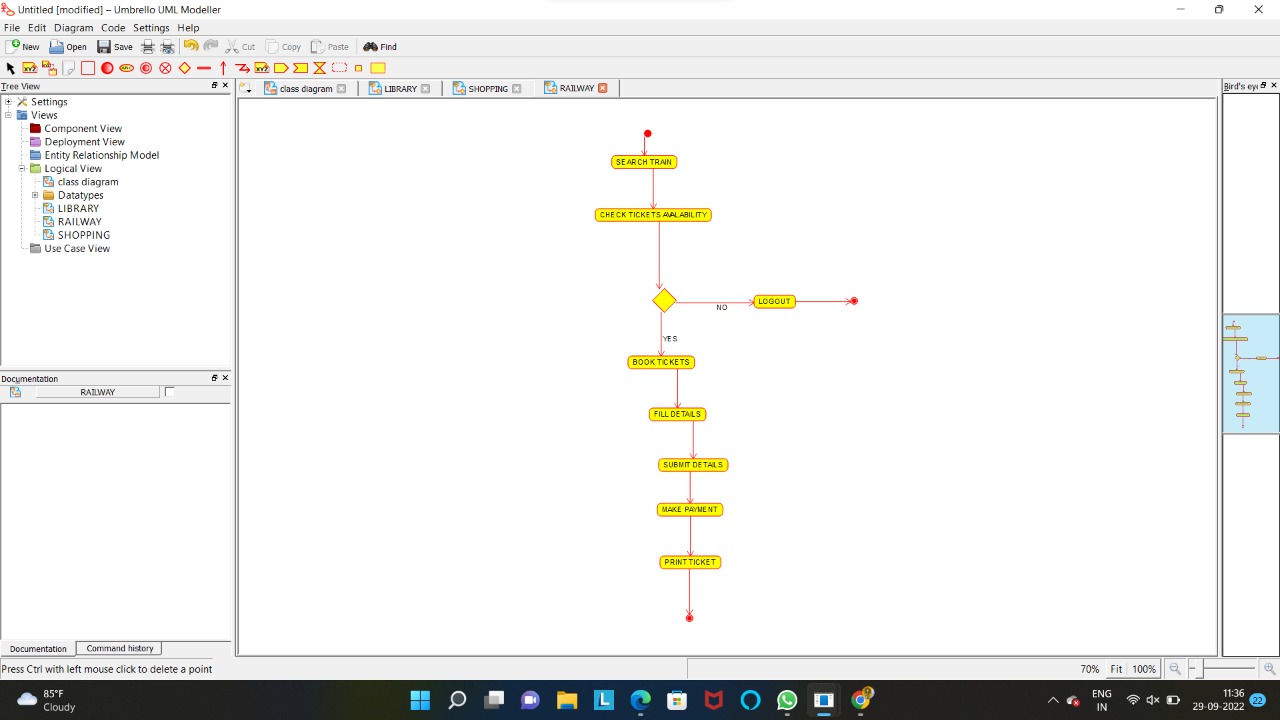 Untitled [modified] – Umbrello UML Modeller
File Edit Diagram Code Settings Help
New Open Save Cut Copy Paste Find
Tree View
class diagram LIBRARY SHOPPING RAILWAY
Bird's eye
Settings
Views
Component View
Deployment View
Entity Relationship Model
Logical View
class diagram
Datatypes
LIBRARY
RAILWAY
SHOPPING
Use Case View
Documentation
RAILWAY
SEARCH TRAIN
CHECK TICKETS AVALABILITY
NO
LOGOUT
YES
BOOK TICKETS
FILL DETAILS
SUBMIT DETAILS
MAKE PAYMENT
PRINT TICKET
Documentation Command history
Press Ctrl with left mouse click to delete a point
70% Fit 100%
85°F
Cloudy
ENG
IN
11:36
29-09-2022
22